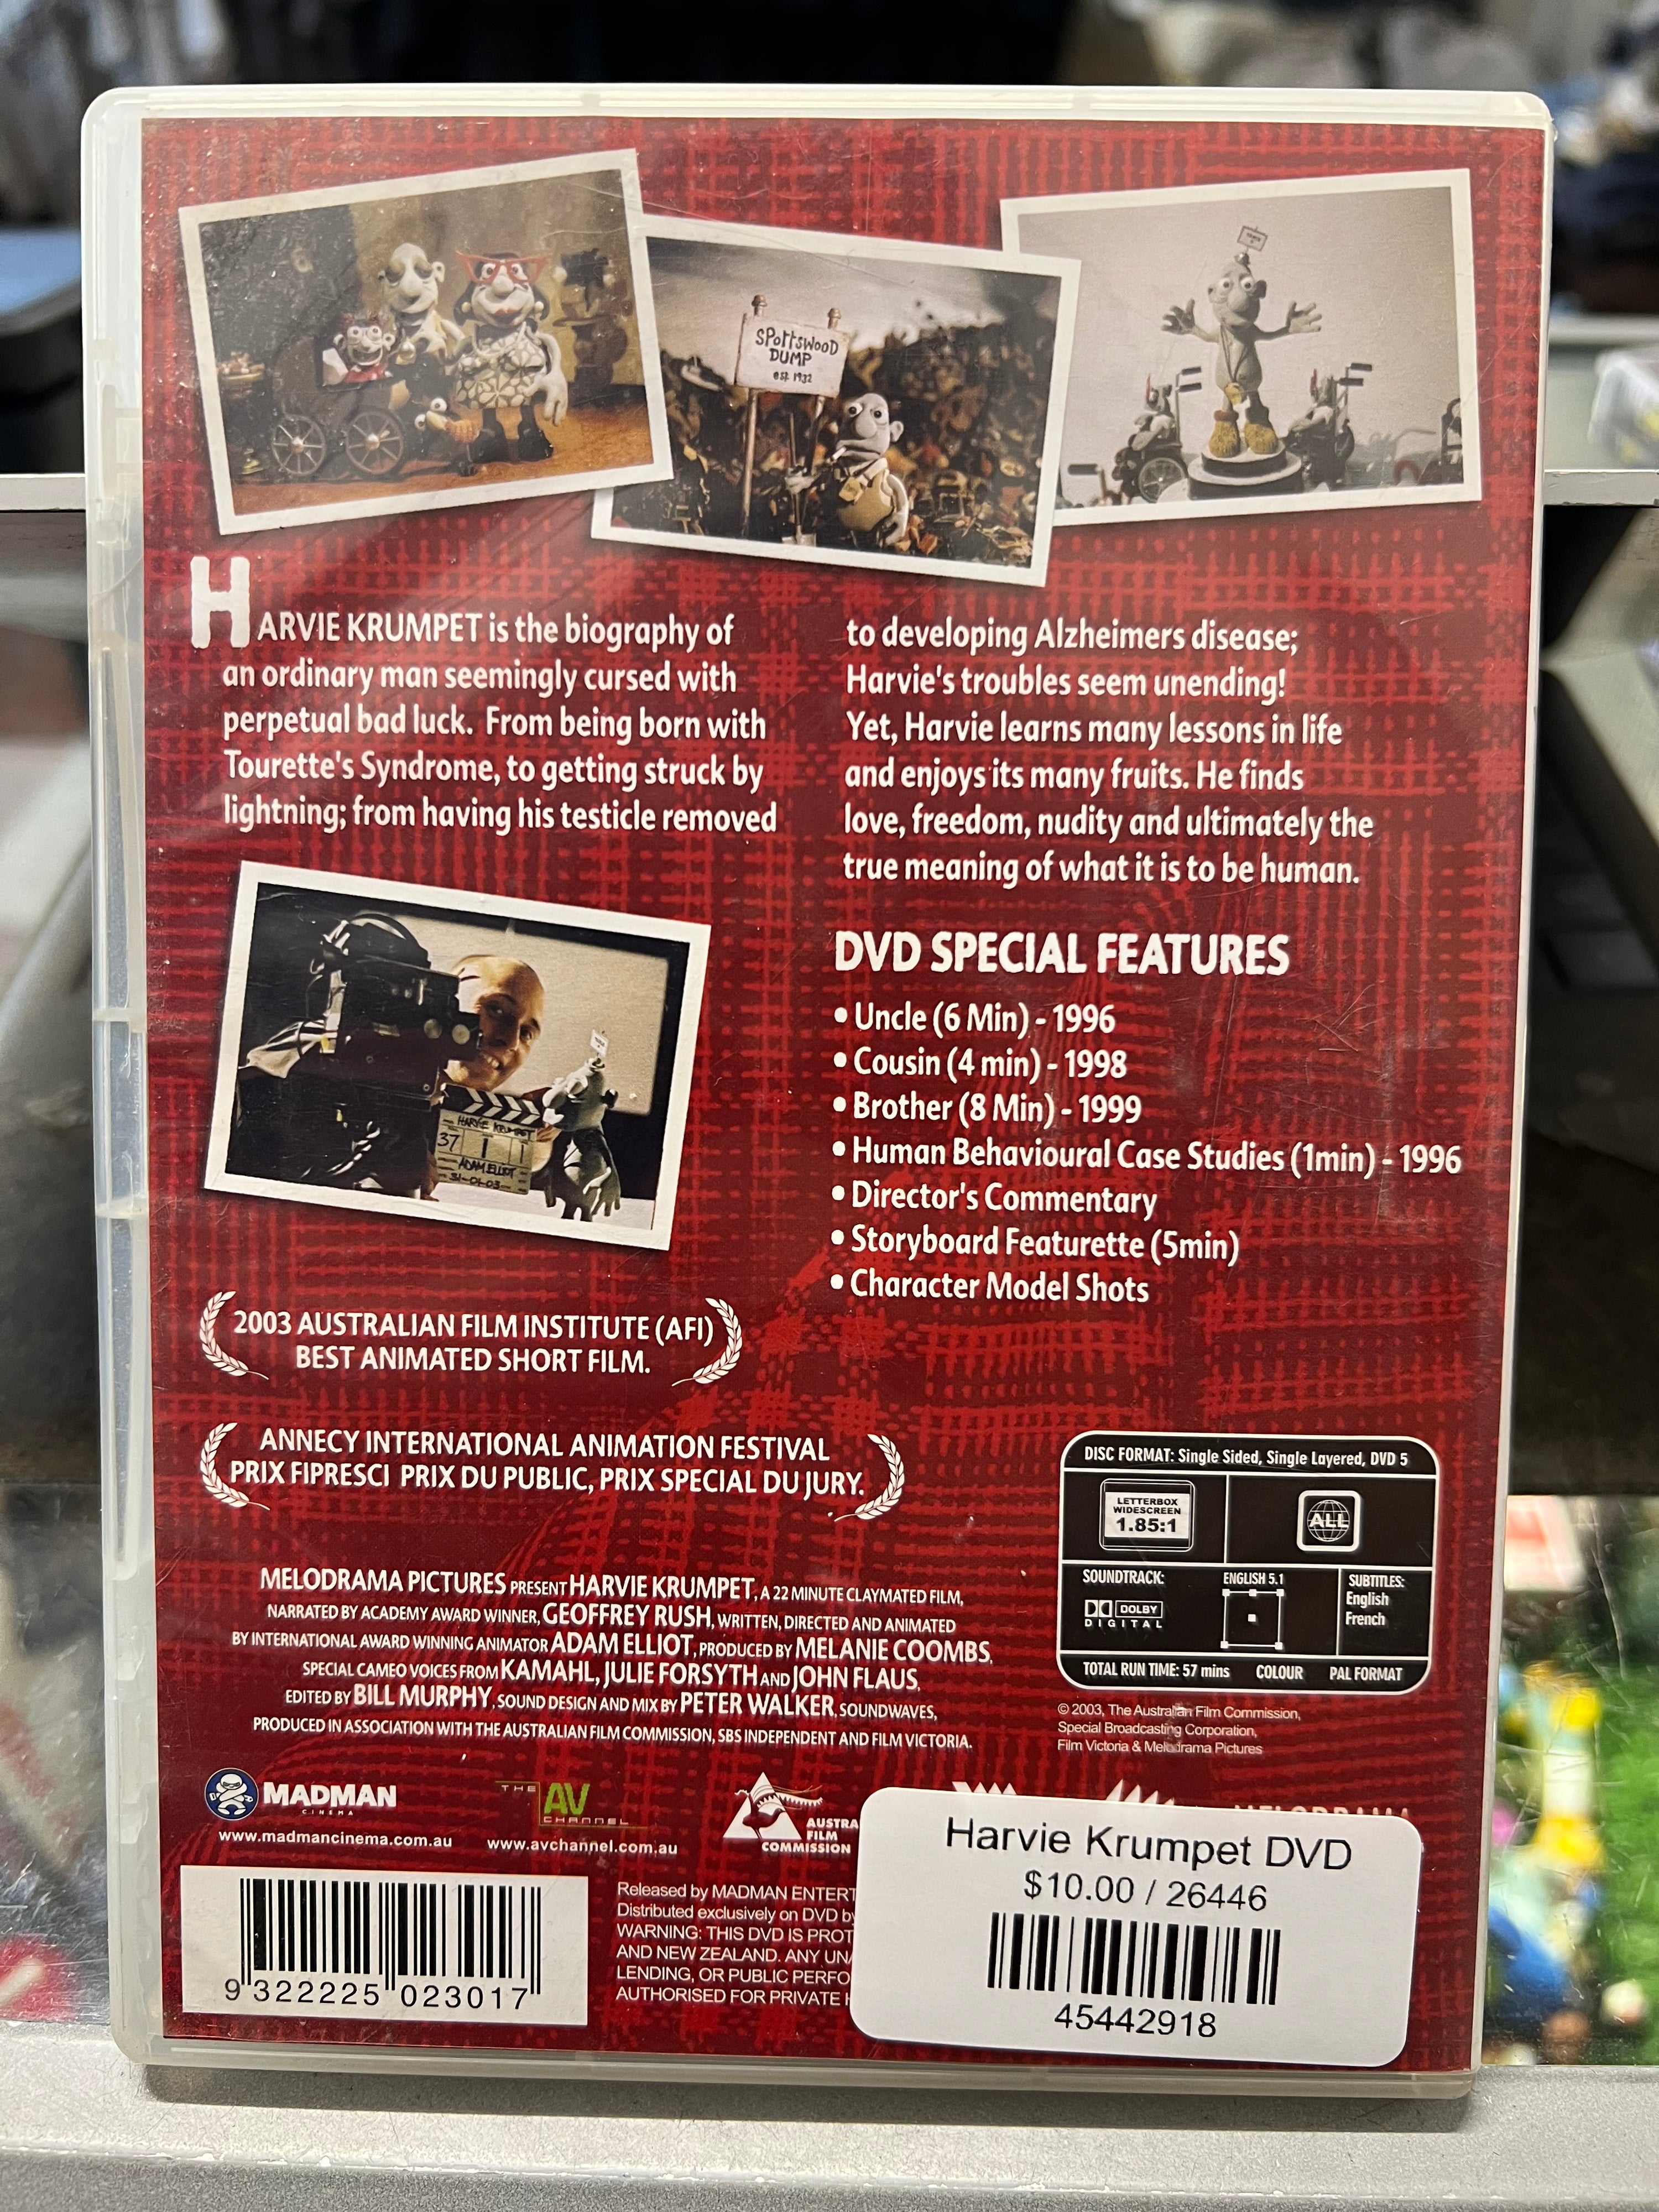 SPottswood
DUMP
est. 1932
HARVIE KRUMPET is the biography of
an ordinary man seemingly cursed with
perpetual bad luck. From being born with
Tourette's Syndrome, to getting struck by
lightning; from having his testicle removed
to developing Alzheimers disease;
Harvie's troubles seem unending!
Yet, Harvie learns many lessons in life
and enjoys its many fruits. He finds
love, freedom, nudity and ultimately the
true meaning of what it is to be human.
HARVIE KRUMPET
37 1 1
ADAM ELLIOT
31-01-03
DVD SPECIAL FEATURES
• Uncle (6 Min) - 1996
• Cousin (4 min) - 1998
• Brother (8 Min) - 1999
• Human Behavioural Case Studies (1min) - 1996
• Director's Commentary
• Storyboard Featurette (5min)
• Character Model Shots
2003 AUSTRALIAN FILM INSTITUTE (AFI)
BEST ANIMATED SHORT FILM.
ANNECY INTERNATIONAL ANIMATION FESTIVAL
PRIX FIPRESCI PRIX DU PUBLIC, PRIX SPECIAL DU JURY.
MELODRAMA PICTURES PRESENT HARVIE KRUMPET, A 22 MINUTE CLAYMATED FILM,
NARRATED BY ACADEMY AWARD WINNER, GEOFFREY RUSH, WRITTEN, DIRECTED AND ANIMATED
BY INTERNATIONAL AWARD WINNING ANIMATOR ADAM ELLIOT, PRODUCED BY MELANIE COOMBS,
SPECIAL CAMEO VOICES FROM KAMAHL, JULIE FORSYTH AND JOHN FLAUS,
EDITED BY BILL MURPHY, SOUND DESIGN AND MIX BY PETER WALKER, SOUNDWAVES,
PRODUCED IN ASSOCIATION WITH THE AUSTRALIAN FILM COMMISSION, SBS INDEPENDENT AND FILM VICTORIA.
DISC FORMAT: Single Sided, Single Layered, DVD 5
LETTERBOX
WIDESCREEN
1.85:1
ALL
SOUNDTRACK:
DOLBY
DIGITAL
ENGLISH 5.1
SUBTITLES:
English
French
TOTAL RUN TIME: 57 mins COLOUR PAL FORMAT
© 2003, The Australian Film Commission,
Special Broadcasting Corporation,
Film Victoria & Melodrama Pictures
MADMAN
CINEMA
www.madmancinema.com.au
THE AV
CHANNEL
www.avchannel.com.au
AUSTRA
FILM
COMMISSION
MELODRAMA
9 322225 023017
Released by MADMAN ENTERT
Distributed exclusively on DVD by
WARNING: THIS DVD IS PROT
AND NEW ZEALAND. ANY UNA
LENDING, OR PUBLIC PERFO
AUTHORISED FOR PRIVATE H
Harvie Krumpet DVD
$10.00 / 26446
45442918